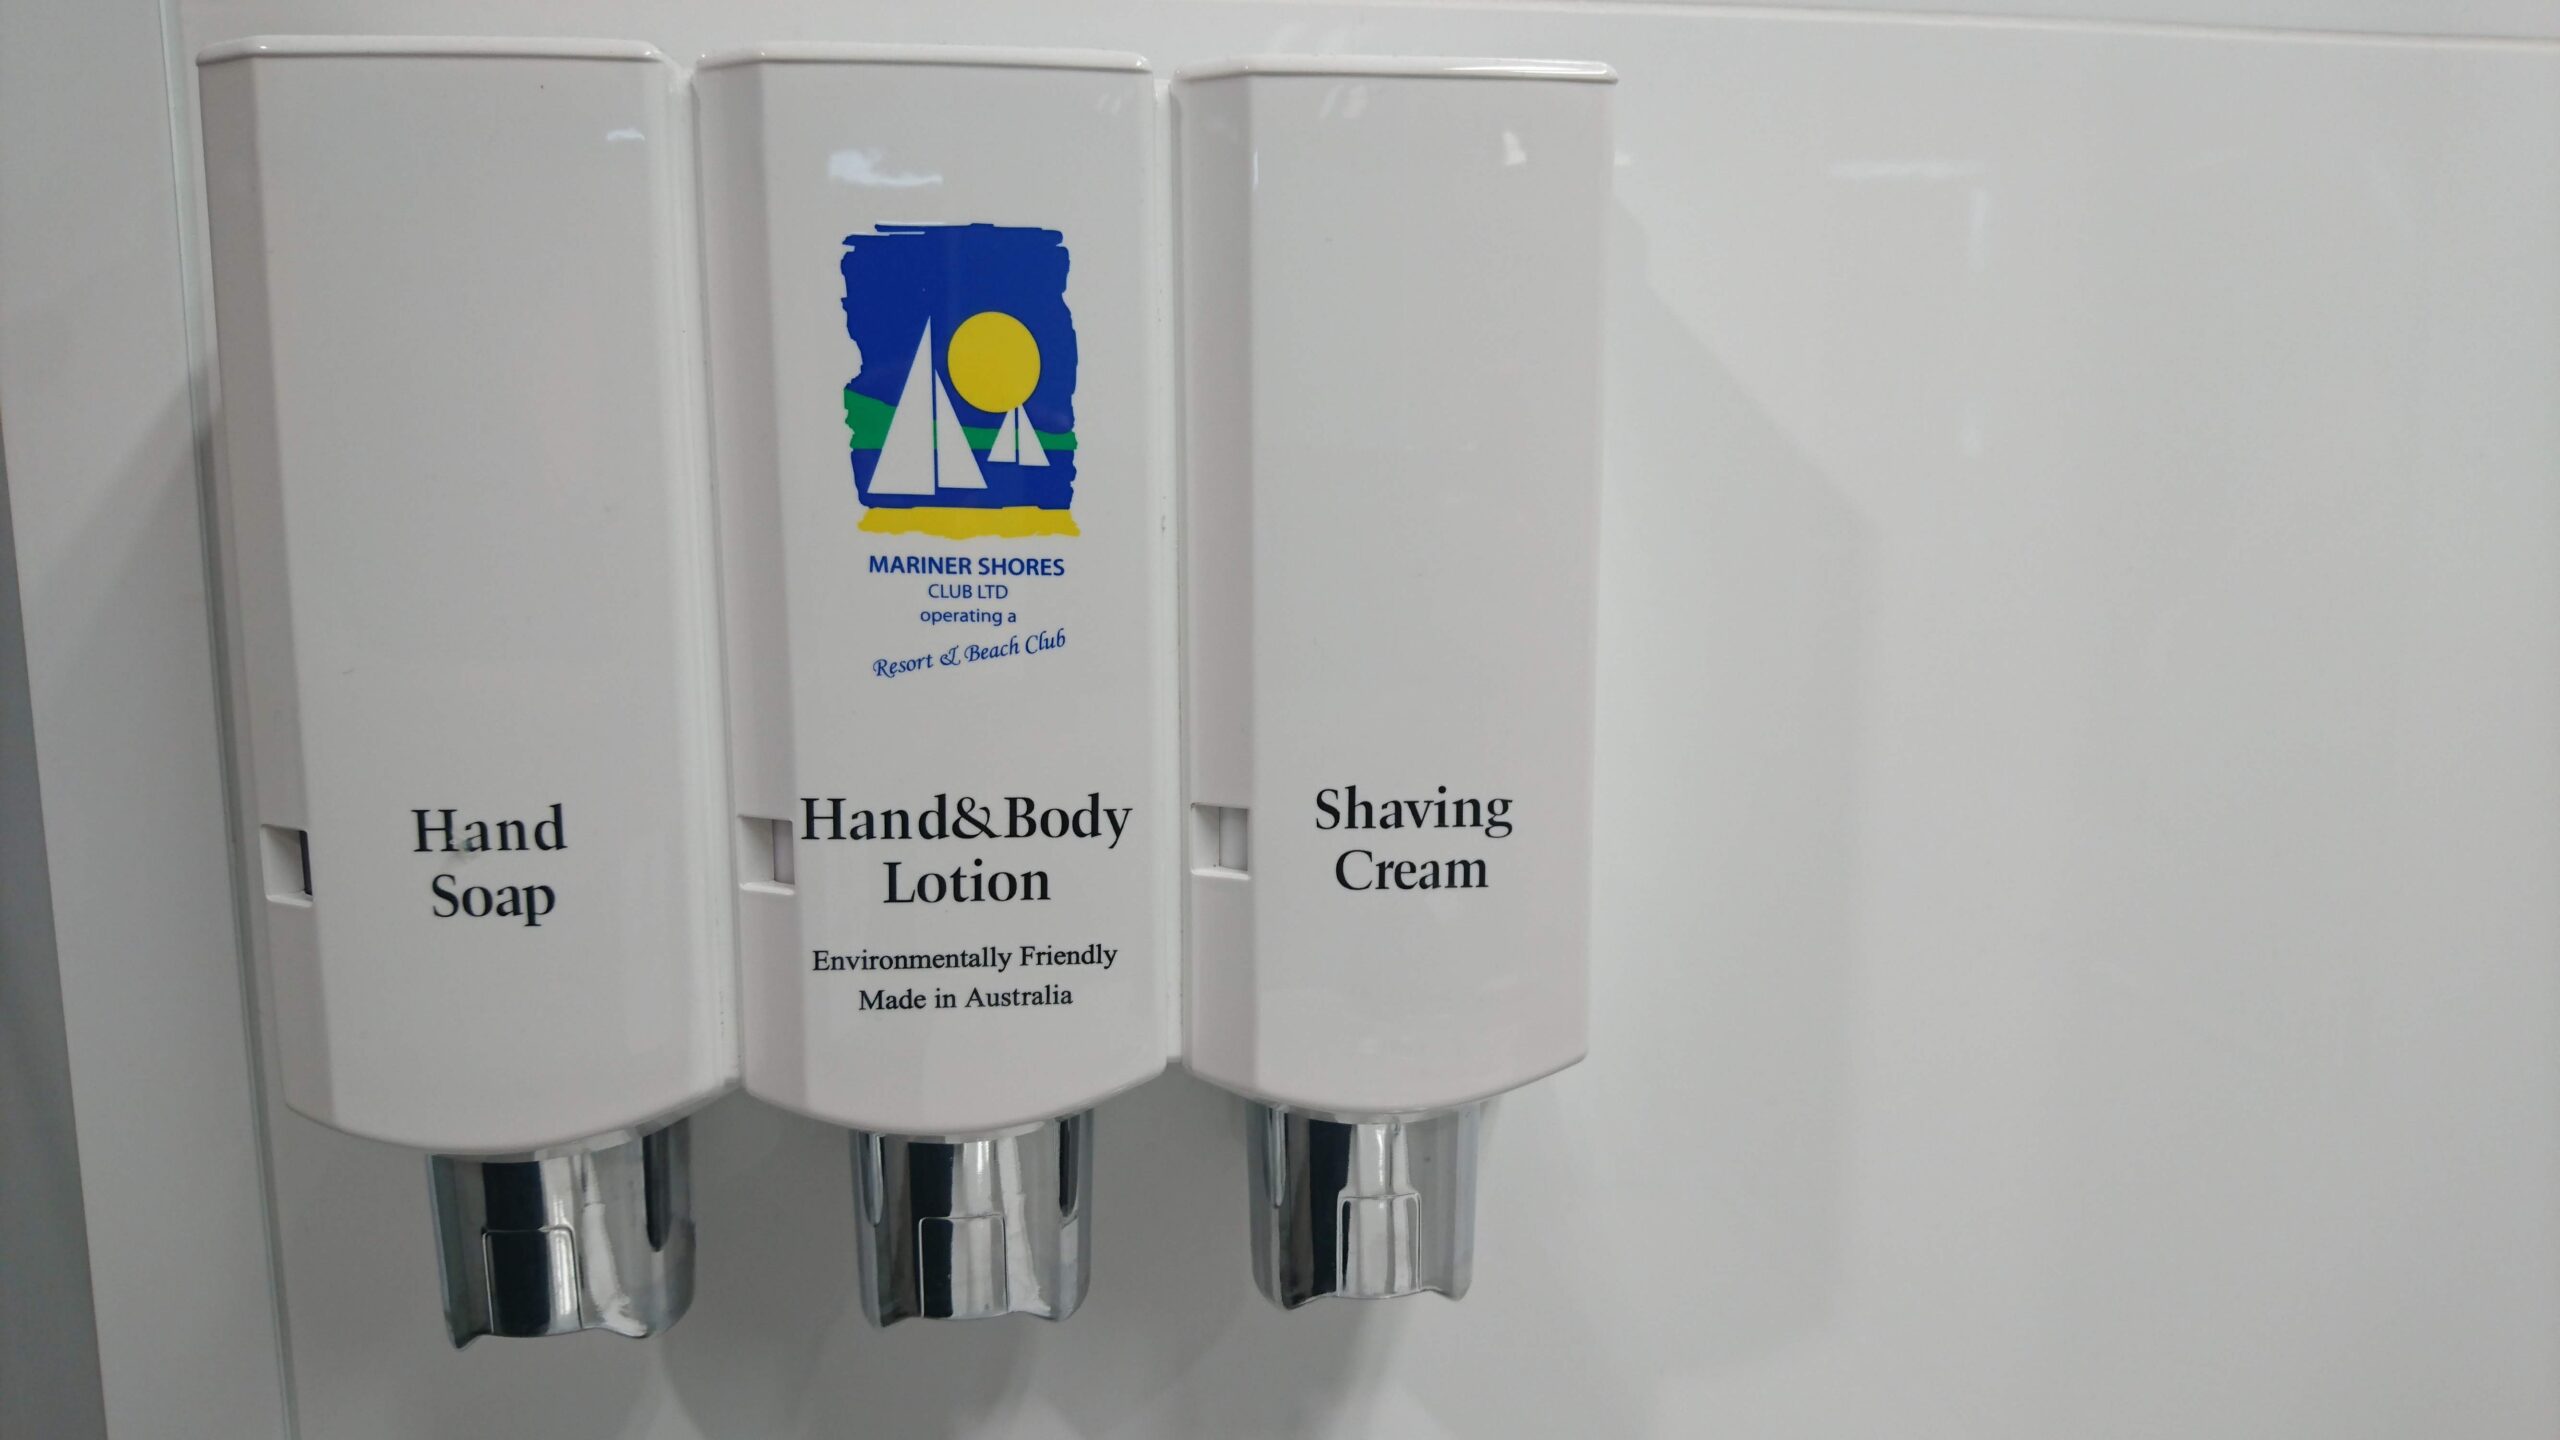 Hand
Soap
MARINER SHORES
CLUB LTD
operating a
Resort & Beach Club
Hand&Body
Lotion
Environmentally Friendly
Made in Australia
Shaving
Cream